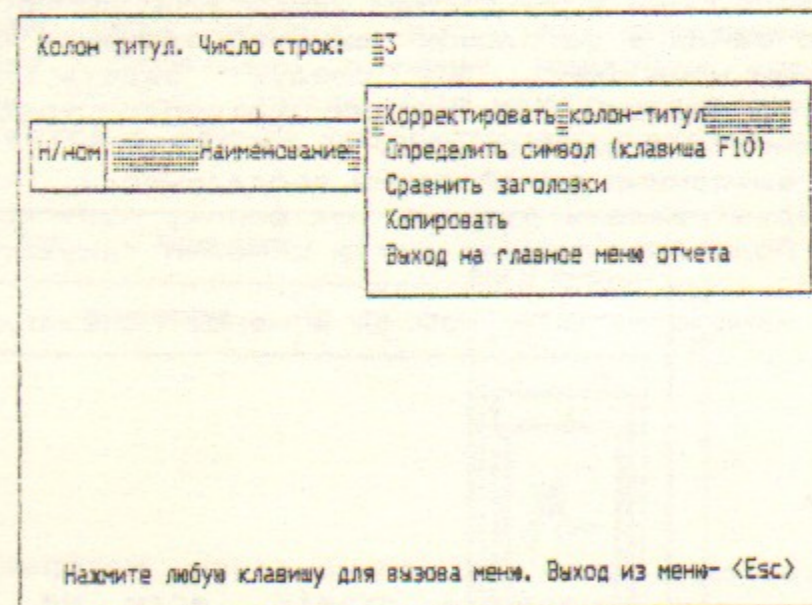 Колон титул. Число строк: 3
Корректировать колон-титул
н/ном Наименование
Определить символ (клавиша F10)
Сравнить заголовки
Копировать
Выход на главное меню отчета
Нажмите любую клавишу для вызова меню. Выход из меню- <Esc>